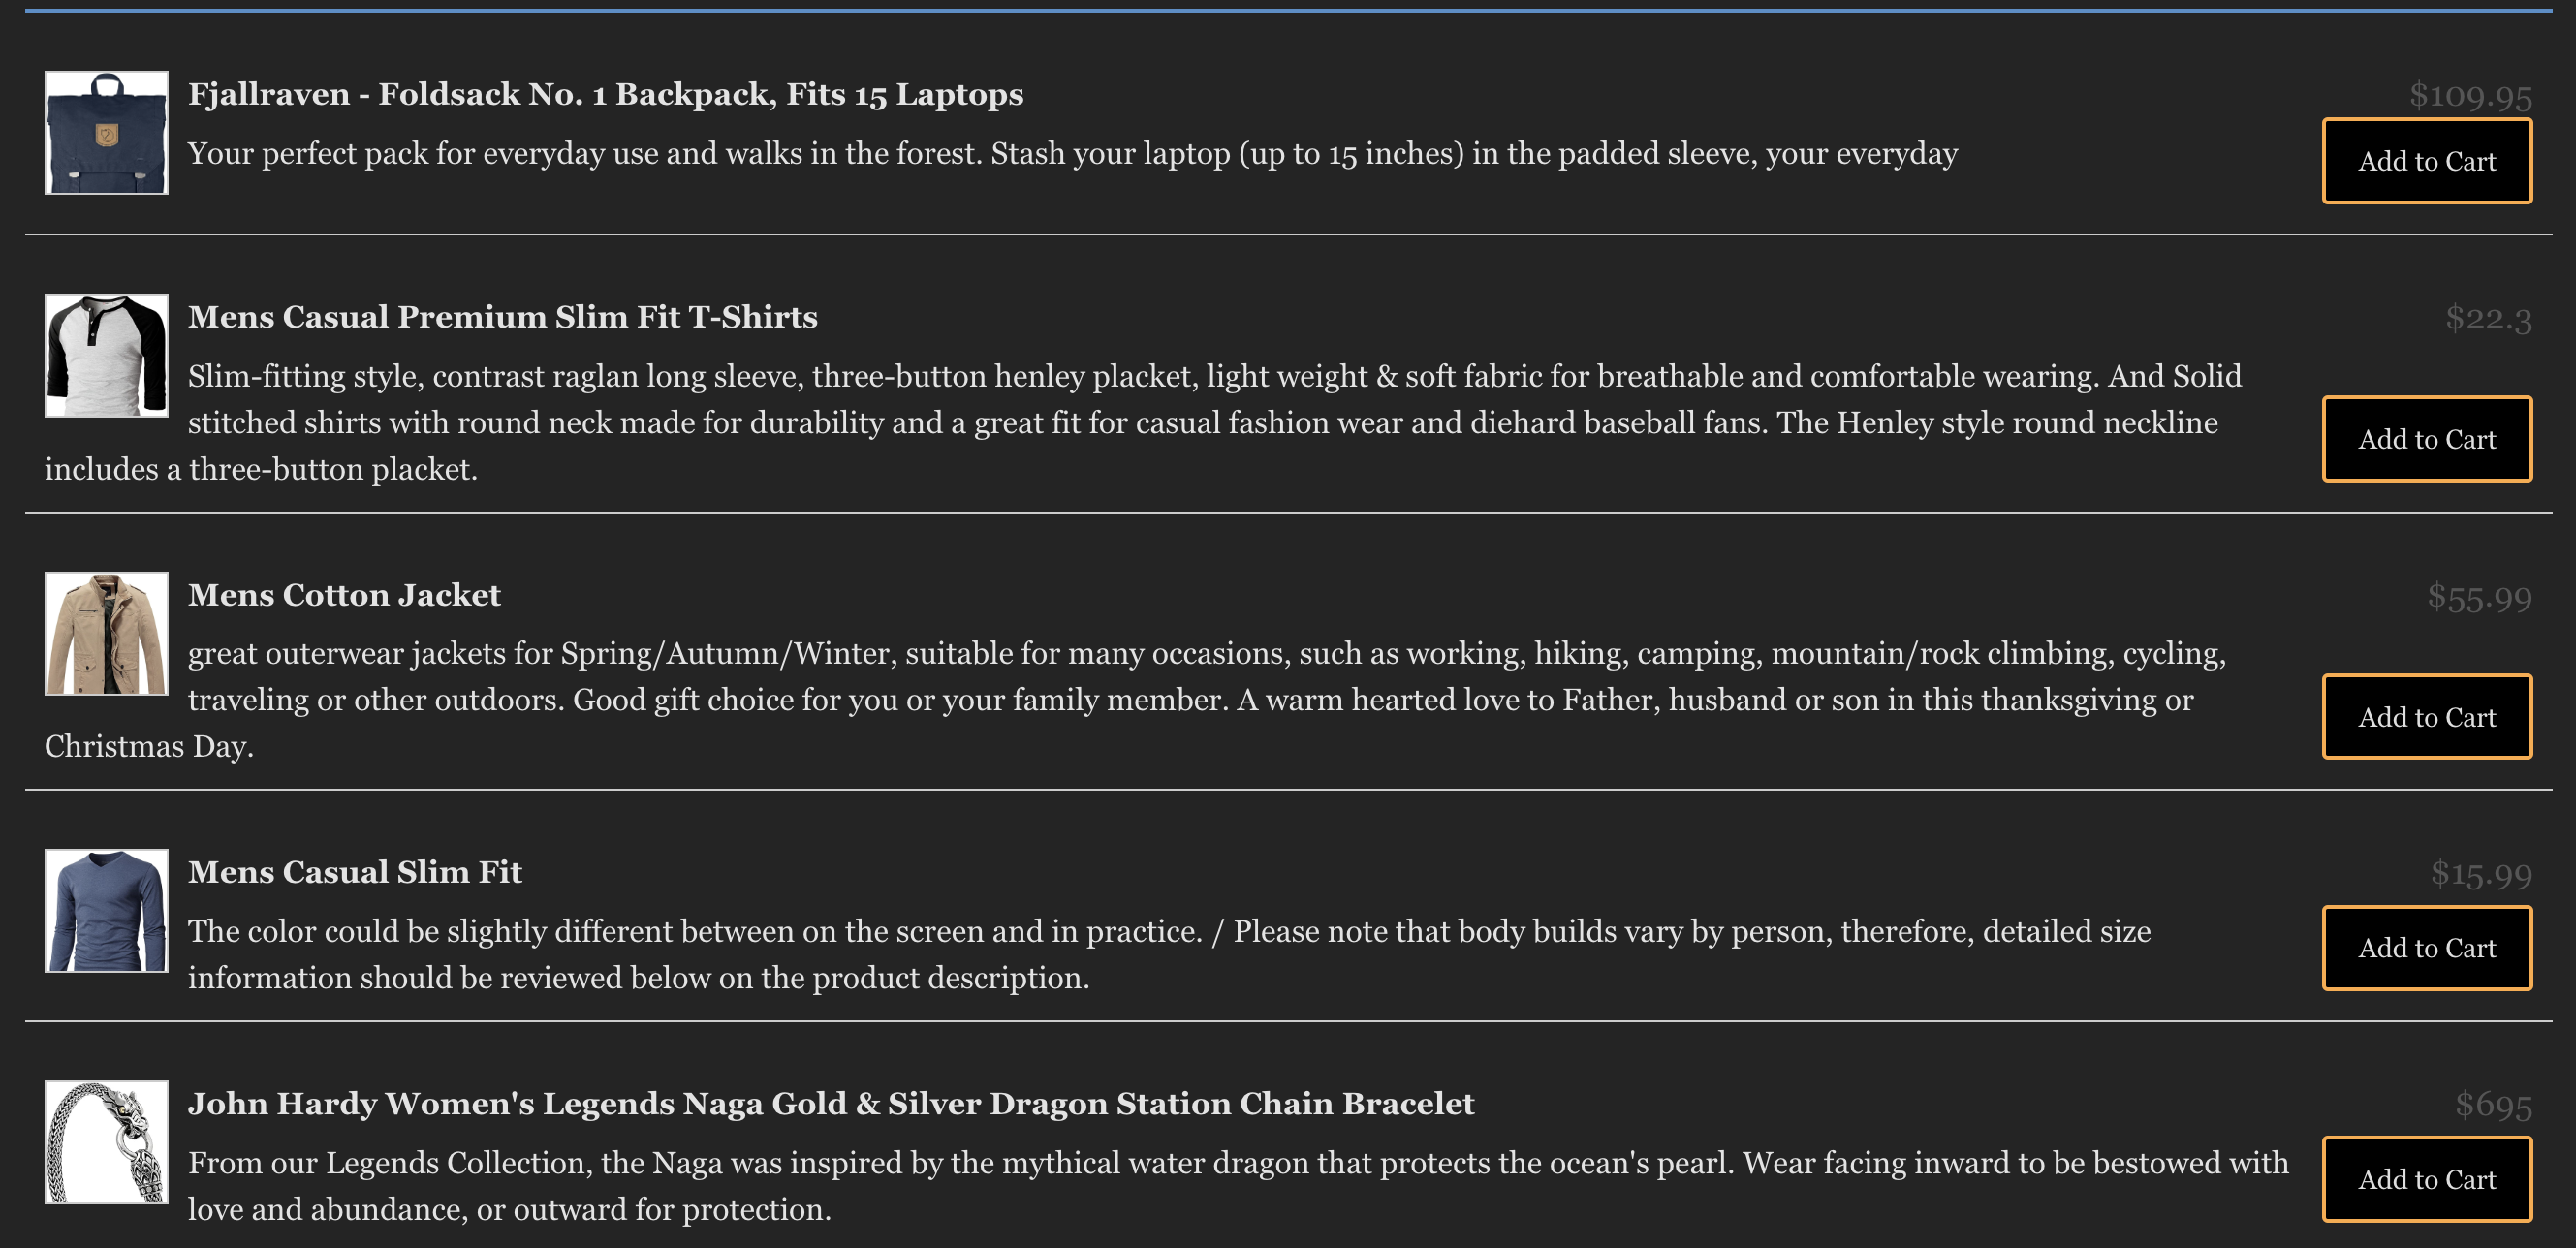 Fjallraven - Foldsack No. 1 Backpack, Fits 15 Laptops
$109.95
Your perfect pack for everyday use and walks in the forest. Stash your laptop (up to 15 inches) in the padded sleeve, your everyday
Add to Cart
Mens Casual Premium Slim Fit T-Shirts
$22.3
Slim-fitting style, contrast raglan long sleeve, three-button henley placket, light weight & soft fabric for breathable and comfortable wearing. And Solid
stitched shirts with round neck made for durability and a great fit for casual fashion wear and diehard baseball fans. The Henley style round neckline
includes a three-button placket.
Add to Cart
Mens Cotton Jacket
$55.99
great outerwear jackets for Spring/Autumn/Winter, suitable for many occasions, such as working, hiking, camping, mountain/rock climbing, cycling,
traveling or other outdoors. Good gift choice for you or your family member. A warm hearted love to Father, husband or son in this thanksgiving or
Christmas Day.
Add to Cart
Mens Casual Slim Fit
$15.99
The color could be slightly different between on the screen and in practice. / Please note that body builds vary by person, therefore, detailed size
information should be reviewed below on the product description.
Add to Cart
John Hardy Women's Legends Naga Gold & Silver Dragon Station Chain Bracelet
$695
From our Legends Collection, the Naga was inspired by the mythical water dragon that protects the ocean's pearl. Wear facing inward to be bestowed with
love and abundance, or outward for protection.
Add to Cart